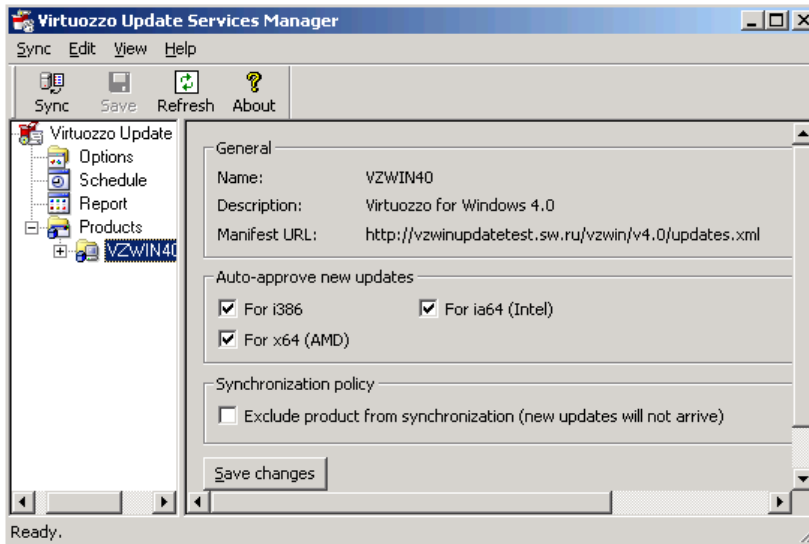 Virtuozzo Update Services Manager
Sync Edit View Help
Sync Save Refresh About
Virtuozzo Update
Options
Schedule
Report
Products
VZWIN40
General
Name: VZWIN40
Description: Virtuozzo for Windows 4.0
Manifest URL: http://vzwinupdatetest.sw.ru/vzwin/v4.0/updates.xml
Auto-approve new updates
For i386 For ia64 (Intel)
For x64 (AMD)
Synchronization policy
Exclude product from synchronization (new updates will not arrive)
Save changes
Ready.